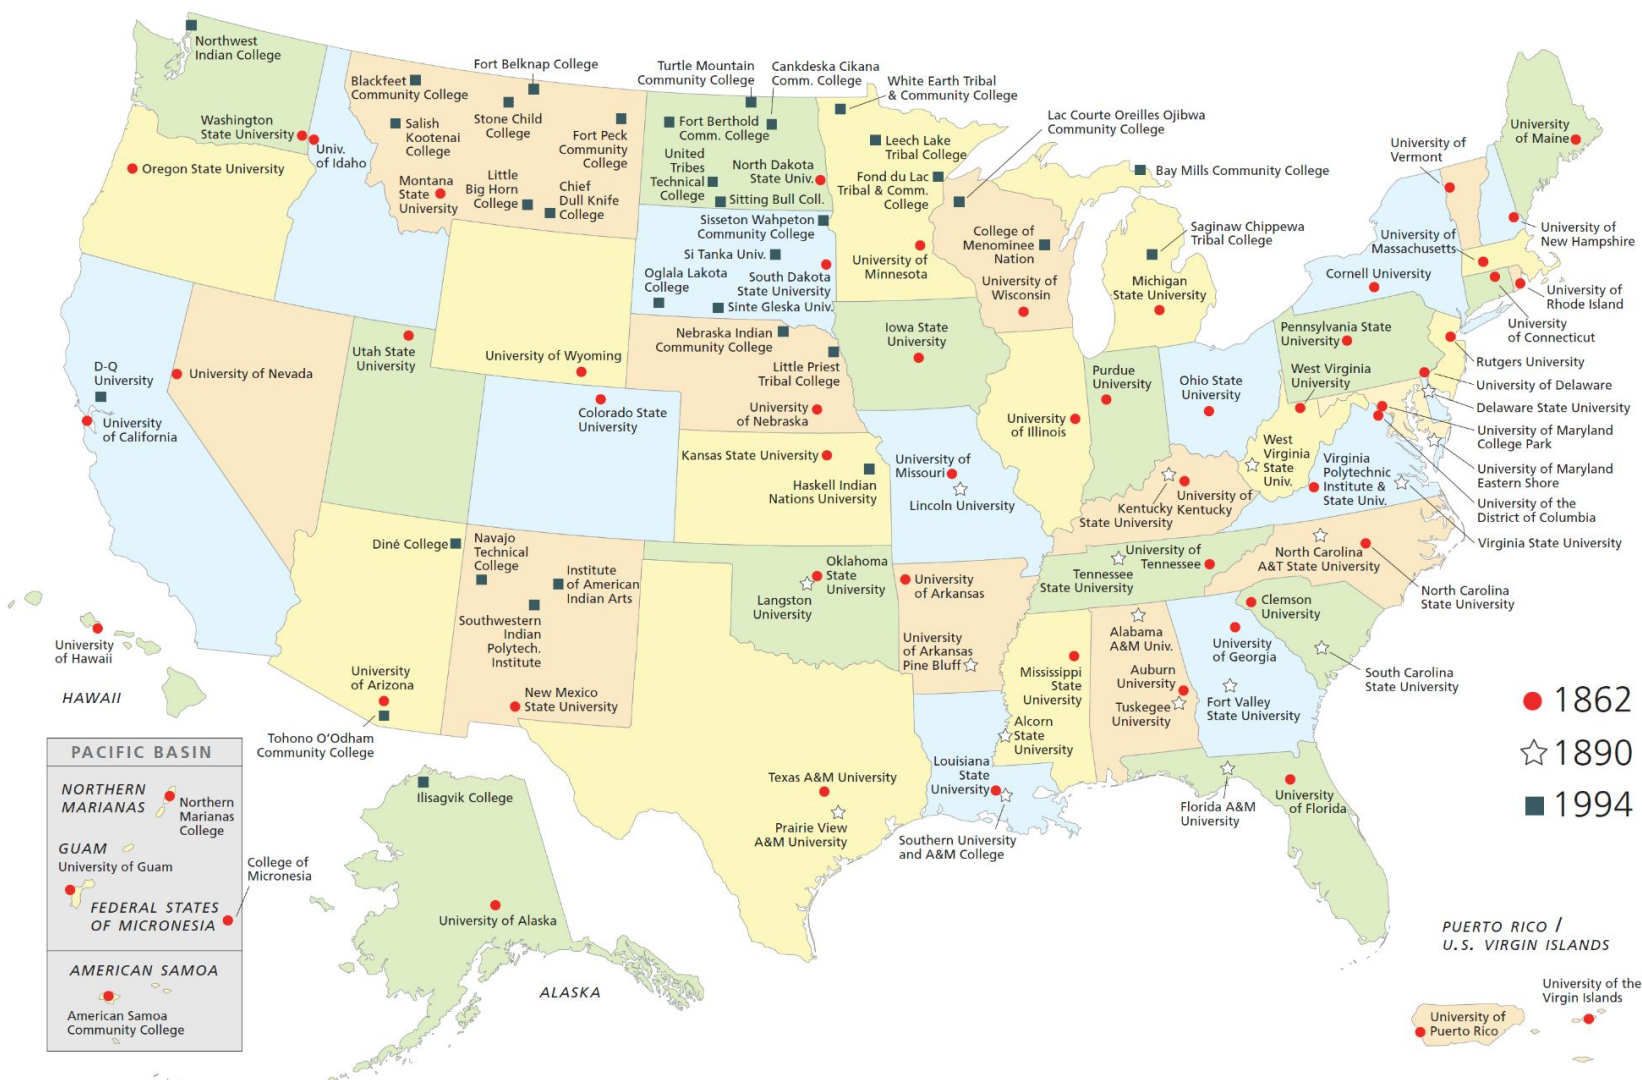 Northwest
Indian College
Washington
State University
Univ.
of Idaho
Oregon State University
Blackfeet
Community College
Fort Belknap College
Stone Child
College
Salish
Kootenai
College
Fort Peck
Community
College
Montana
State
University
Little
Big Horn
College
Chief
Dull Knife
College
Turtle Mountain
Community College
Cankdeska Cikana
Comm. College
Fort Berthold
Comm. College
United
Tribes
Technical
College
North Dakota
State Univ.
Sitting Bull Coll.
White Earth Tribal
& Community College
Leech Lake
Tribal College
Fond du Lac
Tribal & Comm.
College
University of
Minnesota
Lac Courte Oreilles Ojibwa
Community College
Bay Mills Community College
College of
Menominee
Nation
University of
Wisconsin
Saginaw Chippewa
Tribal College
Michigan
State University
Sisseton Wahpeton
Community College
Si Tanka Univ.
Oglala Lakota
College
South Dakota
State University
Sinte Gleska Univ.
Nebraska Indian
Community College
Little Priest
Tribal College
University
of Nebraska
Iowa State
University
University of Wyoming
Utah State
University
University of Nevada
D-Q
University
University
of California
Colorado State
University
Kansas State University
Haskell Indian
Nations University
University of
Missouri
Lincoln University
University
of Illinois
Purdue
University
Ohio State
University
University of
Vermont
University
of Maine
University of
New Hampshire
University of
Massachusetts
Cornell University
University of
Rhode Island
University
of Connecticut
Pennsylvania State
University
Rutgers University
University of Delaware
Delaware State University
University of Maryland
College Park
University of Maryland
Eastern Shore
University of the
District of Columbia
Virginia State University
West Virginia
University
West
Virginia
State
Univ.
Virginia
Polytechnic
Institute &
State Univ.
Kentucky
State University
University of
Kentucky
University of
Tennessee
Tennessee
State University
North Carolina
A&T State University
North Carolina
State University
Clemson
University
South Carolina
State University
University
of Georgia
Fort Valley
State University
Alabama
A&M Univ.
Auburn
University
Tuskegee
University
Mississippi
State
University
Alcorn
State
University
University
of Arkansas
University
of Arkansas
Pine Bluff
Oklahoma
State
University
Langston
University
Diné College
Navajo
Technical
College
Institute
of American
Indian Arts
Southwestern
Indian
Polytech.
Institute
New Mexico
State University
University
of Arizona
Tohono O'Odham
Community College
Texas A&M University
Prairie View
A&M University
Louisiana
State
University
Southern University
and A&M College
Florida A&M
University
University
of Florida
University
of Hawaii
HAWAII
PACIFIC BASIN
NORTHERN
MARIANAS
Northern
Marianas
College
GUAM
University of Guam
College of
Micronesia
FEDERAL STATES
OF MICRONESIA
AMERICAN SAMOA
American Samoa
Community College
Ilisagvik College
University of Alaska
ALASKA
1862
1890
1994
PUERTO RICO /
U.S. VIRGIN ISLANDS
University of the
Virgin Islands
University of
Puerto Rico